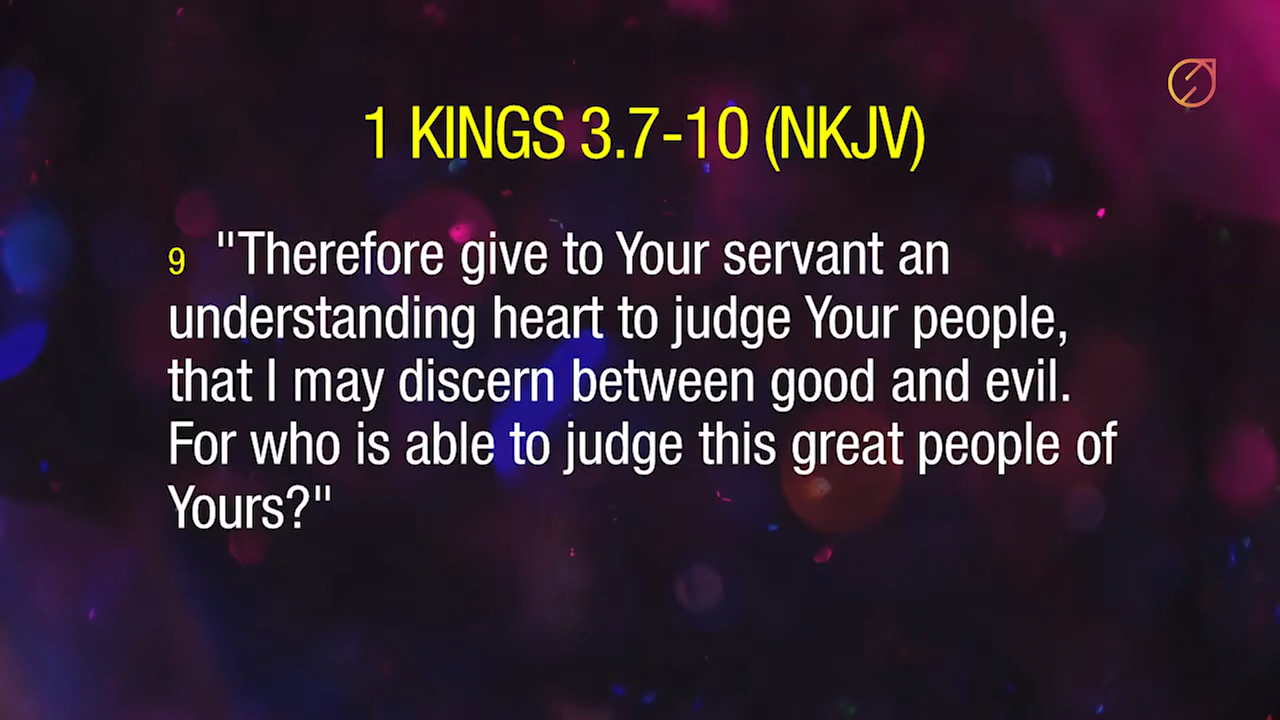 1 KINGS 3.7-10 (NKJV)
9 "Therefore give to Your servant an
understanding heart to judge Your people,
that I may discern between good and evil.
For who is able to judge this great people of
Yours?"